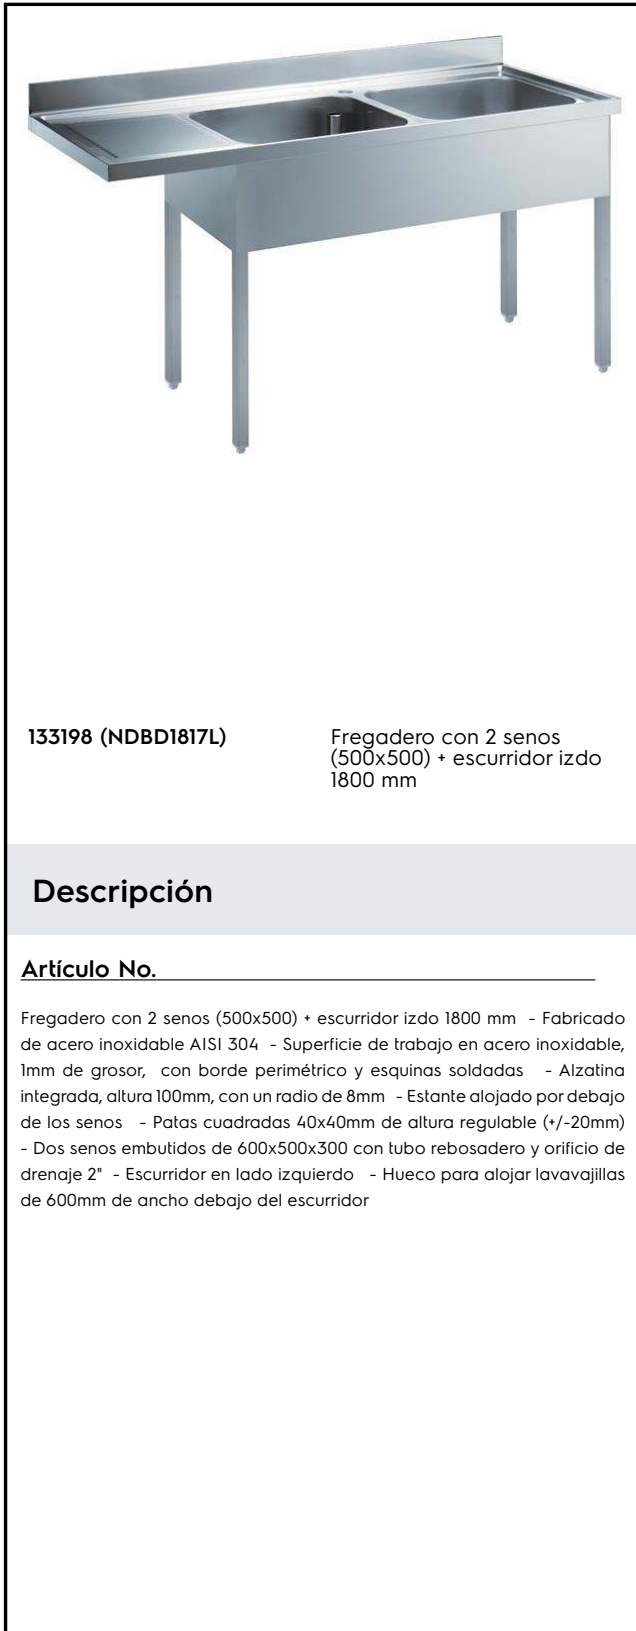 133198 (NDBD1817L)
Fregadero con 2 senos
(500x500) + escurridor izdo
1800 mm
Descripción
Artículo No.
Fregadero con 2 senos (500x500) + escurridor izdo 1800 mm - Fabricado
de acero inoxidable AISI 304 - Superficie de trabajo en acero inoxidable,
1mm de grosor, con borde perimétrico y esquinas soldadas - Alzatina
integrada, altura 100mm, con un radio de 8mm - Estante alojado por debajo
de los senos - Patas cuadradas 40x40mm de altura regulable (+/-20mm)
- Dos senos embutidos de 600x500x300 con tubo rebosadero y orificio de
drenaje 2" - Escurridor en lado izquierdo - Hueco para alojar lavavajillas
de 600mm de ancho debajo del escurridor